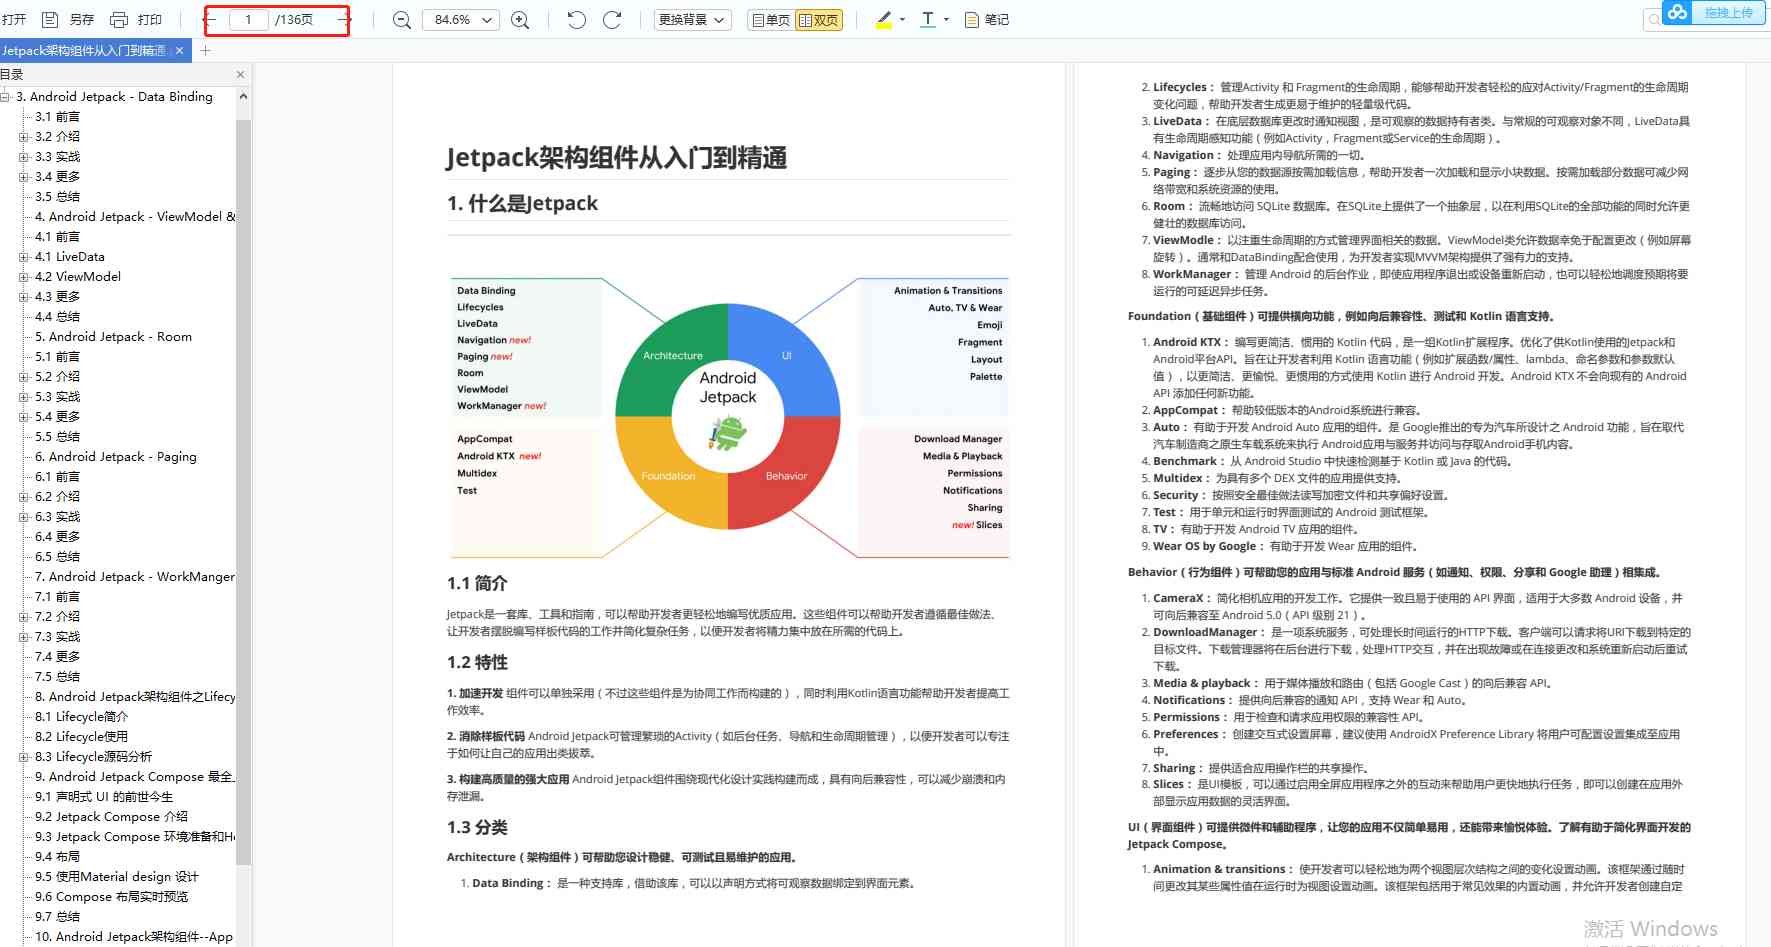 打开 另存 打印 1 /136页 84.6% 更换背景 单页 双页 T 笔记 拖拽上传
Jetpack架构组件从入门到精通 × +
目录 ×
3. Android Jetpack - Data Binding
3.1 前言
3.2 介绍
3.3 实战
3.4 更多
3.5 总结
4. Android Jetpack - ViewModel &
4.1 前言
4.1 LiveData
4.2 ViewModel
4.3 更多
4.4 总结
5. Android Jetpack - Room
5.1 前言
5.2 介绍
5.3 实战
5.4 更多
5.5 总结
6. Android Jetpack - Paging
6.1 前言
6.2 介绍
6.3 实战
6.4 更多
6.5 总结
7. Android Jetpack - WorkManger
7.1 前言
7.2 介绍
7.3 实战
7.4 更多
7.5 总结
8. Android Jetpack架构组件之Lifecy
8.1 Lifecycle简介
8.2 Lifecycle使用
8.3 Lifecycle源码分析
9. Android Jetpack Compose 最全
9.1 声明式 UI 的前世今生
9.2 Jetpack Compose 介绍
9.3 Jetpack Compose 环境准备和He
9.4 布局
9.5 使用Material design 设计
9.6 Compose 布局实时预览
9.7 总结
10. Android Jetpack架构组件--App
Jetpack架构组件从入门到精通
1. 什么是Jetpack
Data Binding
Lifecycles
LiveData
Navigation new!
Paging new!
Room
ViewModel
WorkManager new!
Animation & Transitions
Auto, TV & Wear
Emoji
Fragment
Layout
Palette
Architecture
UI
Android
Jetpack
Foundation
Behavior
AppCompat
Android KTX new!
Multidex
Test
Download Manager
Media & Playback
Permissions
Notifications
Sharing
new! Slices
1.1 简介
Jetpack是一套库、工具和指南，可以帮助开发者更轻松地编写优质应用。这些组件可以帮助开发者遵循最佳做法、
让开发者摆脱编写样板代码的工作并简化复杂任务，以便开发者将精力集中放在所需的代码上。
1.2 特性
1. 加速开发 组件可以单独采用（不过这些组件是为协同工作而构建的），同时利用Kotlin语言功能帮助开发者提高工
作效率。
2. 消除样板代码 Android Jetpack可管理繁琐的Activity（如后台任务、导航和生命周期管理），以便开发者可以专注
于如何让自己的应用出类拔萃。
3. 构建高质量的强大应用 Android Jetpack组件围绕现代化设计实践构建而成，具有向后兼容性，可以减少崩溃和内
存泄漏。
1.3 分类
Architecture（架构组件）可帮助您设计稳健、可测试且易维护的应用。
1. Data Binding： 是一种支持库，借助该库，可以以声明方式将可观察数据绑定到界面元素。
2. Lifecycles： 管理Activity 和 Fragment的生命周期，能够帮助开发者轻松的应对Activity/Fragment的生命周期
变化问题，帮助开发者生成更易于维护的轻量级代码。
3. LiveData： 在底层数据库更改时通知视图，是可观察的数据持有者类。与常规的可观察对象不同，LiveData具
有生命周期感知功能（例如Activity，Fragment或Service的生命周期）。
4. Navigation： 处理应用内导航所需的一切。
5. Paging： 逐步从您的数据源按需加载信息，帮助开发者一次加载和显示小块数据。按需加载部分数据可减少网
络带宽和系统资源的使用。
6. Room： 流畅地访问 SQLite 数据库。在SQLite上提供了一个抽象层，以在利用SQLite的全部功能的同时允许更
健壮的数据库访问。
7. ViewModle： 以注重生命周期的方式管理界面相关的数据。ViewModel类允许数据幸免于配置更改（例如屏幕
旋转）。通常和DataBinding配合使用，为开发者实现MVVM架构提供了强有力的支持。
8. WorkManager： 管理 Android 的后台作业，即使应用程序退出或设备重新启动，也可以轻松地调度预期将要
运行的可延迟异步任务。
Foundation（基础组件）可提供横向功能，例如向后兼容性、测试和 Kotlin 语言支持。
1. Android KTX： 编写更简洁、惯用的 Kotlin 代码，是一组Kotlin扩展程序。优化了供Kotlin使用的Jetpack和
Android平台API。旨在让开发者利用 Kotlin 语言功能（例如扩展函数/属性、lambda、命名参数和参数默认
值），以更简洁、更愉悦、更惯用的方式使用 Kotlin 进行 Android 开发。Android KTX 不会向现有的 Android
API 添加任何新功能。
2. AppCompat： 帮助较低版本的Android系统进行兼容。
3. Auto： 有助于开发 Android Auto 应用的组件。是 Google推出的专为汽车所设计之 Android 功能，旨在取代
汽车制造商之原生车载系统来执行 Android应用与服务并访问与存取Android手机内容。
4. Benchmark： 从 Android Studio 中快速检测基于 Kotlin 或 Java 的代码。
5. Multidex： 为具有多个 DEX 文件的应用提供支持。
6. Security： 按照安全最佳做法读写加密文件和共享偏好设置。
7. Test： 用于单元和运行时界面测试的 Android 测试框架。
8. TV： 有助于开发 Android TV 应用的组件。
9. Wear OS by Google： 有助于开发 Wear 应用的组件。
Behavior（行为组件）可帮助您的应用与标准 Android 服务（如通知、权限、分享和 Google 助理）相集成。
1. CameraX： 简化相机应用的开发工作。它提供一致且易于使用的 API 界面，适用于大多数 Android 设备，并
可向后兼容至 Android 5.0（API 级别 21）。
2. DownloadManager： 是一项系统服务，可处理长时间运行的HTTP下载。客户端可以请求将URI下载到特定的
目标文件。下载管理器将在后台进行下载，处理HTTP交互，并在出现故障或在连接更改和系统重新启动后重试
下载。
3. Media & playback： 用于媒体播放和路由（包括 Google Cast）的向后兼容 API。
4. Notifications： 提供向后兼容的通知 API，支持 Wear 和 Auto。
5. Permissions： 用于检查和请求应用权限的兼容性 API。
6. Preferences： 创建交互式设置屏幕，建议使用 AndroidX Preference Library 将用户可配置设置集成至应用
中。
7. Sharing： 提供适合应用操作栏的共享操作。
8. Slices： 是UI模板，可以通过启用全屏应用程序之外的互动来帮助用户更快地执行任务，即可以创建在应用外
部显示应用数据的灵活界面。
UI（界面组件）可提供微件和辅助程序，让您的应用不仅简单易用，还能带来愉悦体验。了解有助于简化界面开发的
Jetpack Compose。
1. Animation & transitions： 使开发者可以轻松地为两个视图层次结构之间的变化设置动画。该框架通过随时
间更改其某些属性值在运行时为视图设置动画。该框架包括用于常见效果的内置动画，并允许开发者创建自定
激活 Windows